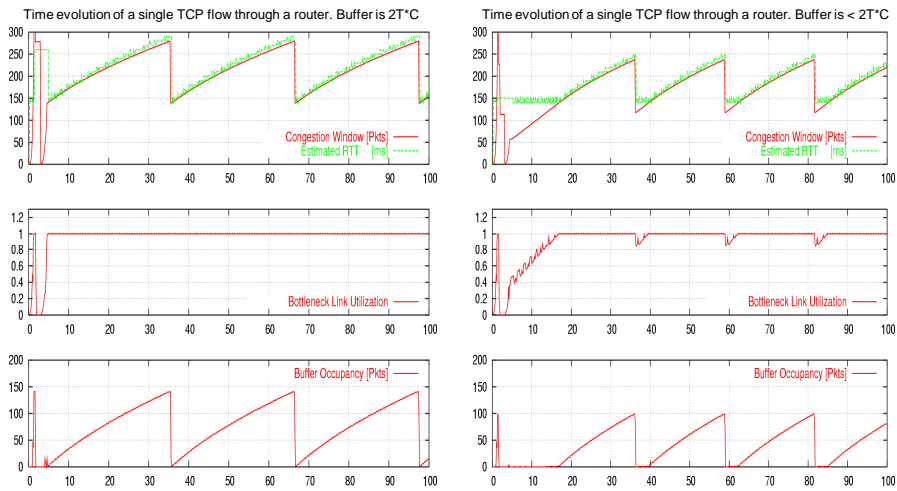 Time evolution of a single TCP flow through a router. Buffer is 2T*C
300
250
200
150
100
50
0
Congestion Window [Pkts]
Estimated RTT [ms]
0 10 20 30 40 50 60 70 80 90 100
1.2
1
0.8
0.6
0.4
0.2
0
Bottleneck Link Utilization
0 10 20 30 40 50 60 70 80 90 100
200
150
100
50
0
Buffer Occupancy [Pkts]
0 10 20 30 40 50 60 70 80 90 100
Time evolution of a single TCP flow through a router. Buffer is < 2T*C
300
250
200
150
100
50
0
Congestion Window [Pkts]
Estimated RTT [ms]
0 10 20 30 40 50 60 70 80 90 100
1.2
1
0.8
0.6
0.4
0.2
0
Bottleneck Link Utilization
0 10 20 30 40 50 60 70 80 90 100
200
150
100
50
0
Buffer Occupancy [Pkts]
0 10 20 30 40 50 60 70 80 90 100